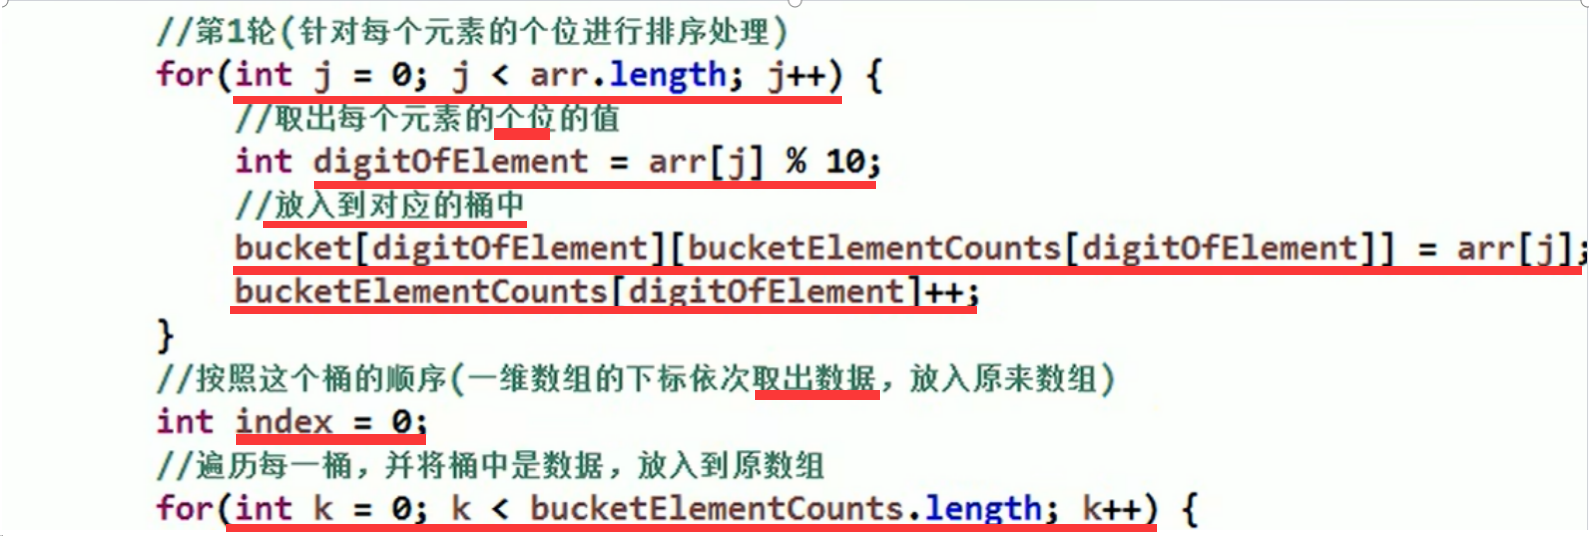 //第1轮(针对每个元素的个位进行排序处理)
for(int j = 0; j < arr.length; j++) {
//取出每个元素的个位的值
int digitOfElement = arr[j] % 10;
//放入到对应的桶中
bucket[digitOfElement][bucketElementCounts[digitOfElement]] = arr[j];
bucketElementCounts[digitOfElement]++;
}
//按照这个桶的顺序(一维数组的下标依次取出数据，放入原来数组)
int index = 0;
//遍历每一桶，并将桶中是数据，放入到原数组
for(int k = 0; k < bucketElementCounts.length; k++) {